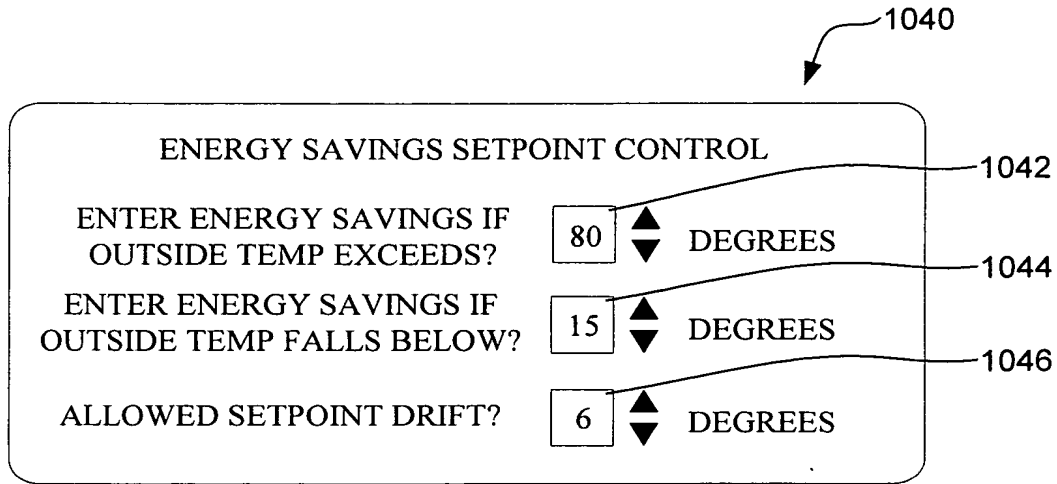 1040
ENERGY SAVINGS SETPOINT CONTROL
1042
ENTER ENERGY SAVINGS IF
OUTSIDE TEMP EXCEEDS?
80
DEGREES
1044
ENTER ENERGY SAVINGS IF
OUTSIDE TEMP FALLS BELOW?
15
DEGREES
1046
ALLOWED SETPOINT DRIFT?
6
DEGREES